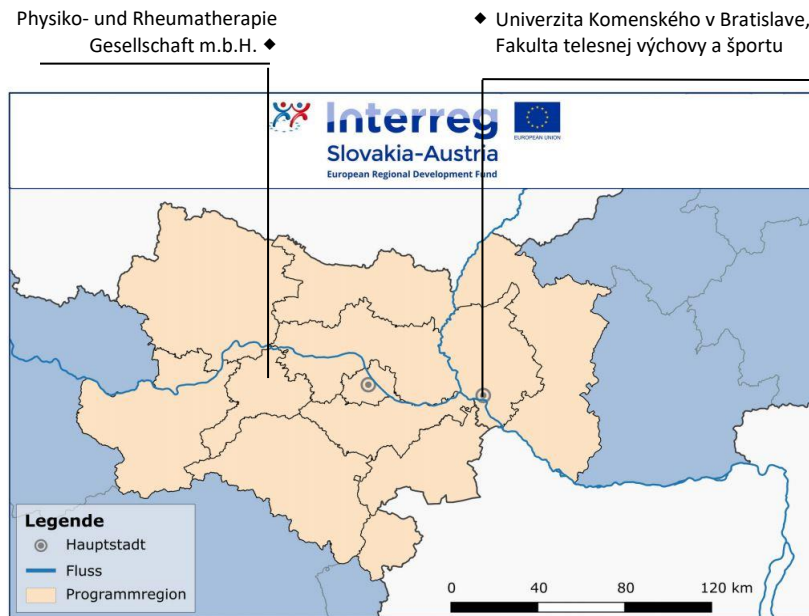 Physiko- und Rheumatherapie
Gesellschaft m.b.H. ◆
◆ Univerzita Komenského v Bratislave,
Fakulta telesnej výchovy a športu
Interreg
EUROPEAN UNION
Slovakia-Austria
European Regional Development Fund
Legende
Hauptstadt
Fluss
Programmregion
0 40 80 120 km